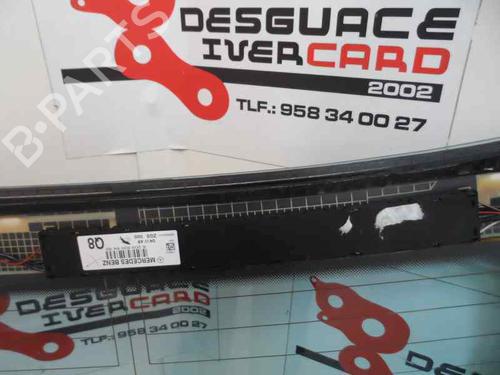 DESGUACE
IVERCARD
2002
TLF.: 958 34 00 27
B-PARTS
MERCEDES BENZ
Q8
DESGUACE
IVERCARD
2002
TLF.: 958 34 00 27